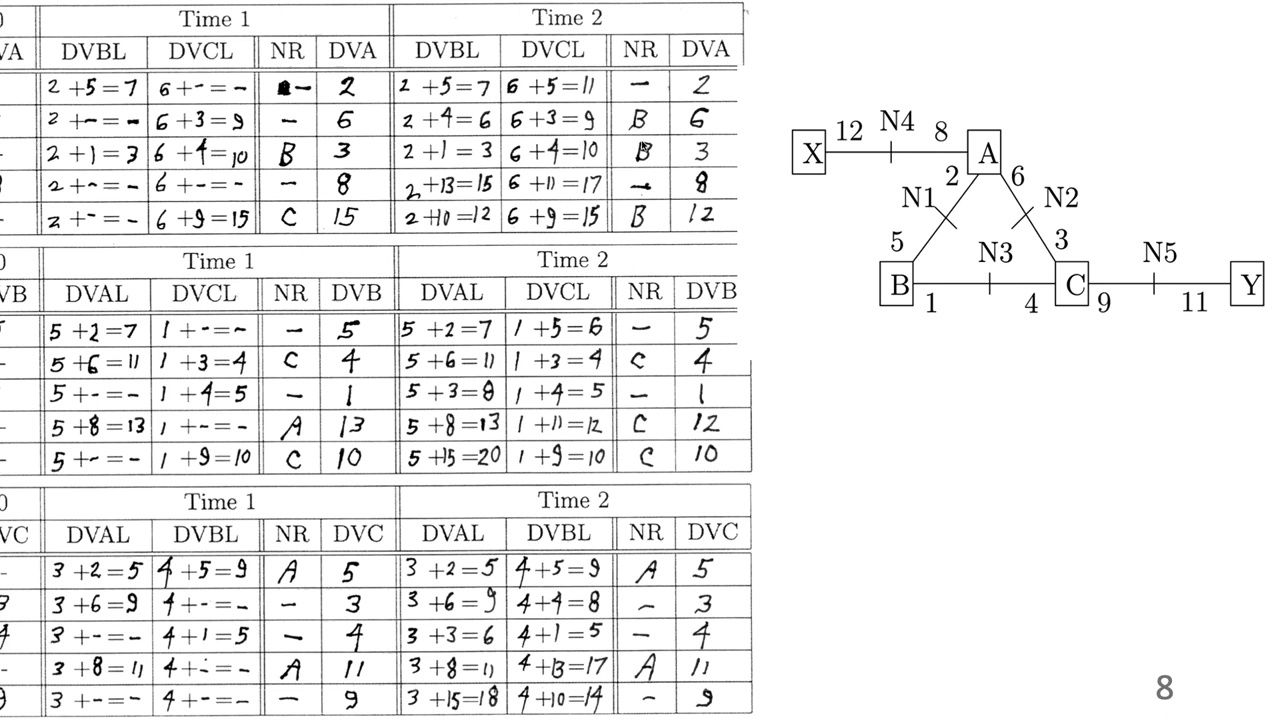 0 Time 1 Time 2
VA DVBL DVCL NR DVA DVBL DVCL NR DVA
2 +5=7 6+-=- - 2 2 +5=7 6 +5=11 - 2
2 +-=- 6+3=9 - 6 2 +4=6 6+3=9 B 6
- 2+1=3 6+4=10 B 3 2+1=3 6+4=10 B 3
2+-=- 6+-=- - 8 2+13=15 6+11=17 - 8
- 2+-=- 6+9=15 C 15 2+10=12 6+9=15 B 12
0 Time 1 Time 2
VB DVAL DVCL NR DVB DVAL DVCL NR DVB
5+2=7 1+-=- - 5 5+2=7 1+5=6 - 5
- 5+6=11 1+3=4 C 4 5+6=11 1+3=4 C 4
5+-=- 1+4=5 - 1 5+3=8 1+4=5 - 1
- 5+8=13 1+-=- A 13 5+8=13 1+11=12 C 12
- 5+-=- 1+9=10 C 10 5+15=20 1+9=10 C 10
0 Time 1 Time 2
VC DVAL DVBL NR DVC DVAL DVBL NR DVC
- 3+2=5 4+5=9 A 5 3+2=5 4+5=9 A 5
3 3+6=9 4+-=- - 3 3+6=9 4+4=8 - 3
4 3+-=- 4+1=5 - 4 3+3=6 4+1=5 - 4
- 3+8=11 4+-=- A 11 3+8=11 4+13=17 A 11
9 3+-=- 4+-=- - 9 3+15=18 4+10=14 - 9
X 12 N4 8 A
2 6
N1 N2
5 N3 3 N5
B C Y
1 4 9 11
8